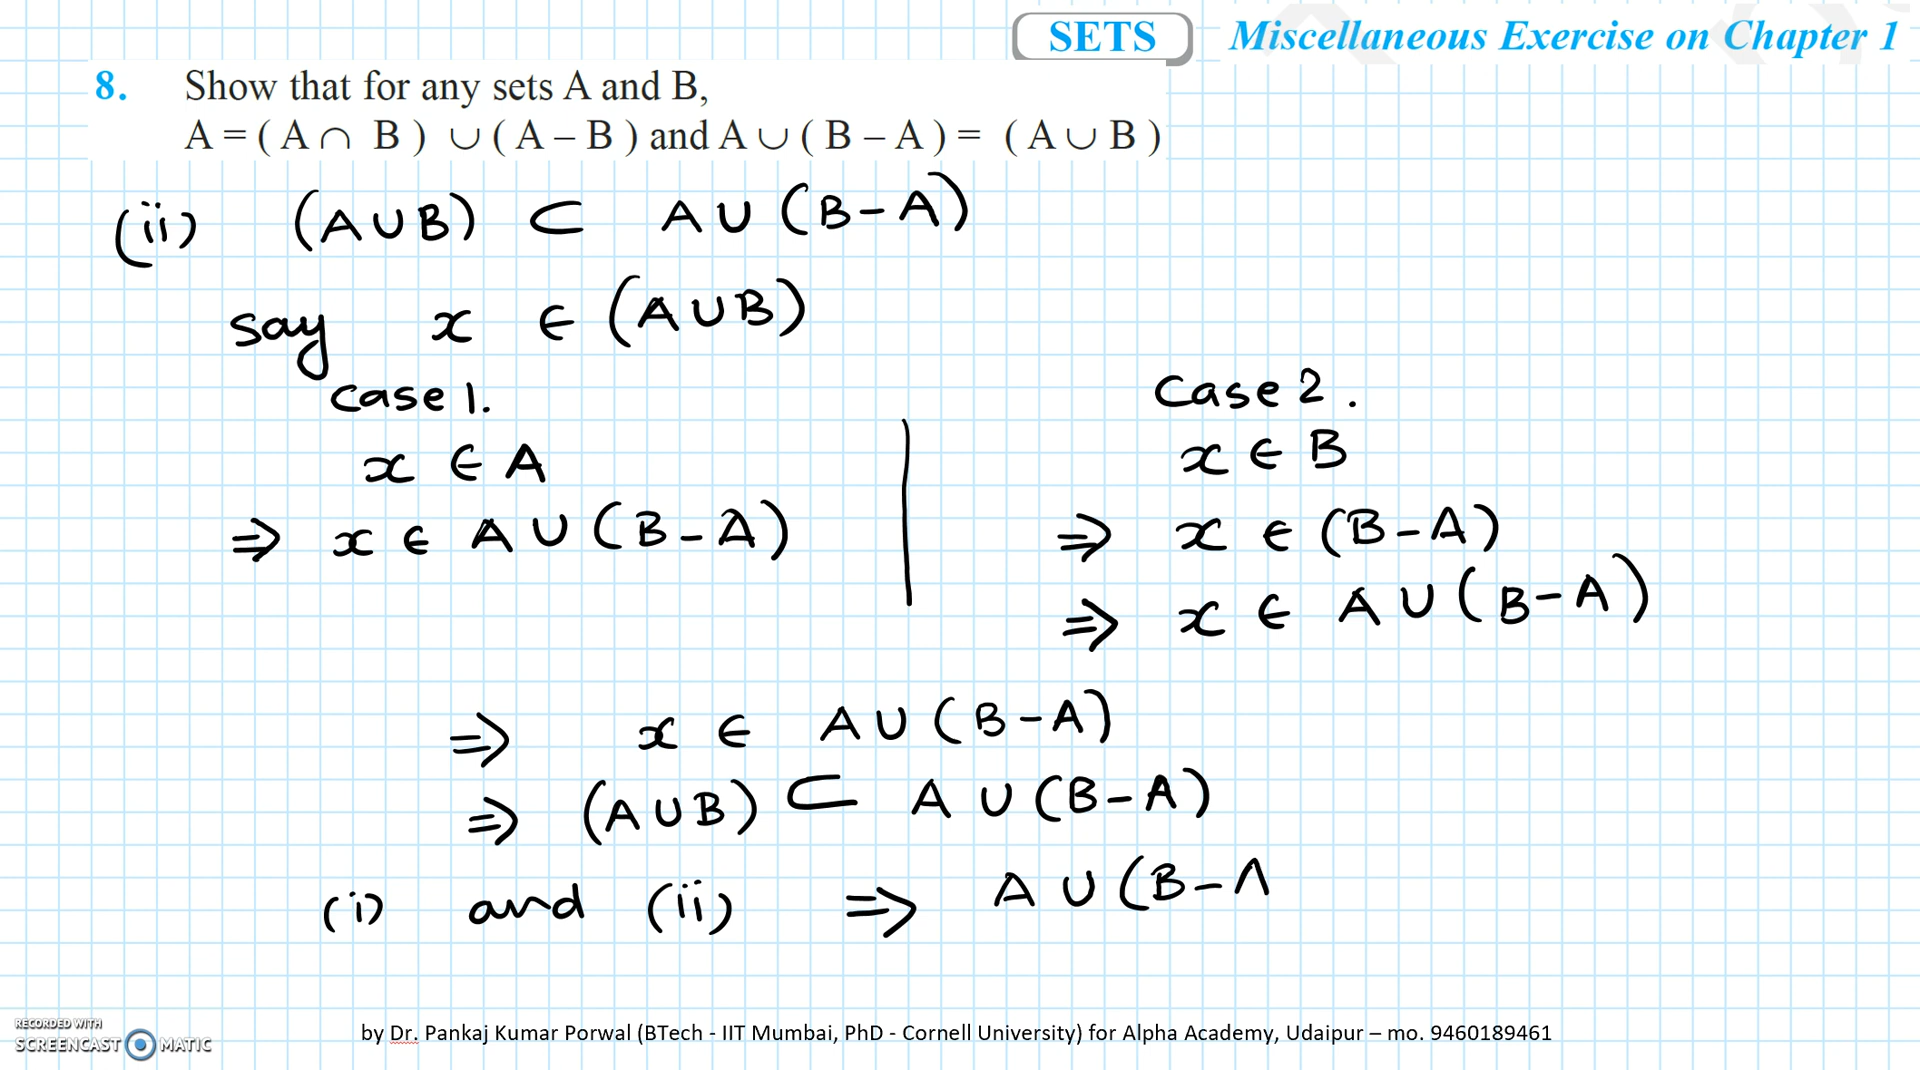 SETS Miscellaneous Exercise on Chapter 1
8. Show that for any sets A and B,
A = ( A ∩ B ) ∪ ( A – B ) and A ∪ ( B – A ) = ( A ∪ B )
(ii) (A∪B) ⊂ A∪(B-A)
say x ∈ (A∪B)
case 1.
x ∈ A
⇒ x ∈ A∪(B-A)
Case 2.
x ∈ B
⇒ x ∈ (B-A)
⇒ x ∈ A∪(B-A)
⇒ x ∈ A∪(B-A)
⇒ (A∪B) ⊂ A∪(B-A)
(i) and (ii) ⇒ A∪(B-Λ
RECORDED WITH
SCREENCAST MATIC
by Dr. Pankaj Kumar Porwal (BTech - IIT Mumbai, PhD - Cornell University) for Alpha Academy, Udaipur – mo. 9460189461